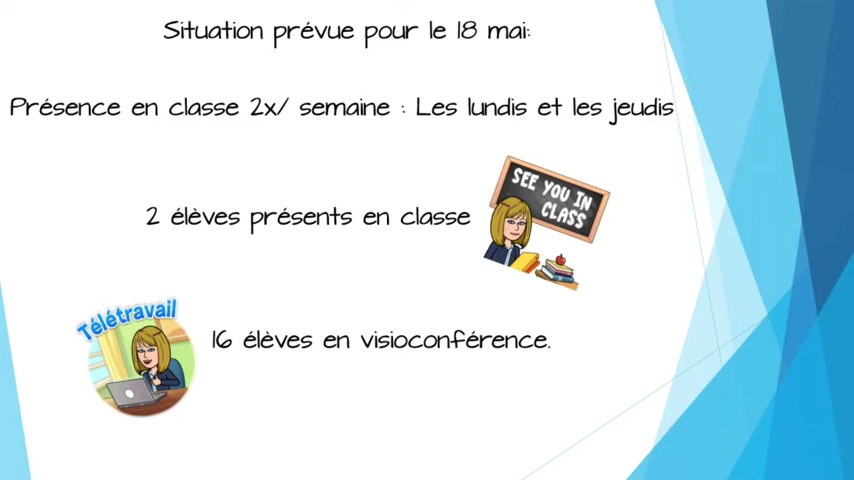 Situation prévue pour le 18 mai:
Présence en classe 2x/ semaine : Les lundis et les jeudis
2 élèves présents en classe
SEE YOU IN
CLASS
Télétravail
16 élèves en visioconférence.